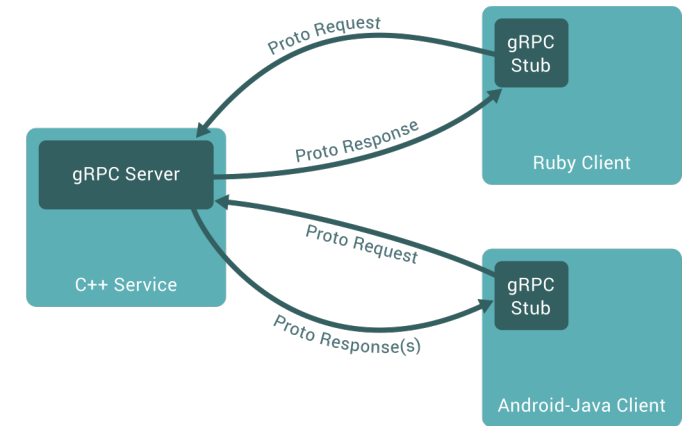 Proto Request
gRPC
Stub
Proto Response
Ruby Client
gRPC Server
C++ Service
Proto Request
gRPC
Stub
Proto Response(s)
Android-Java Client